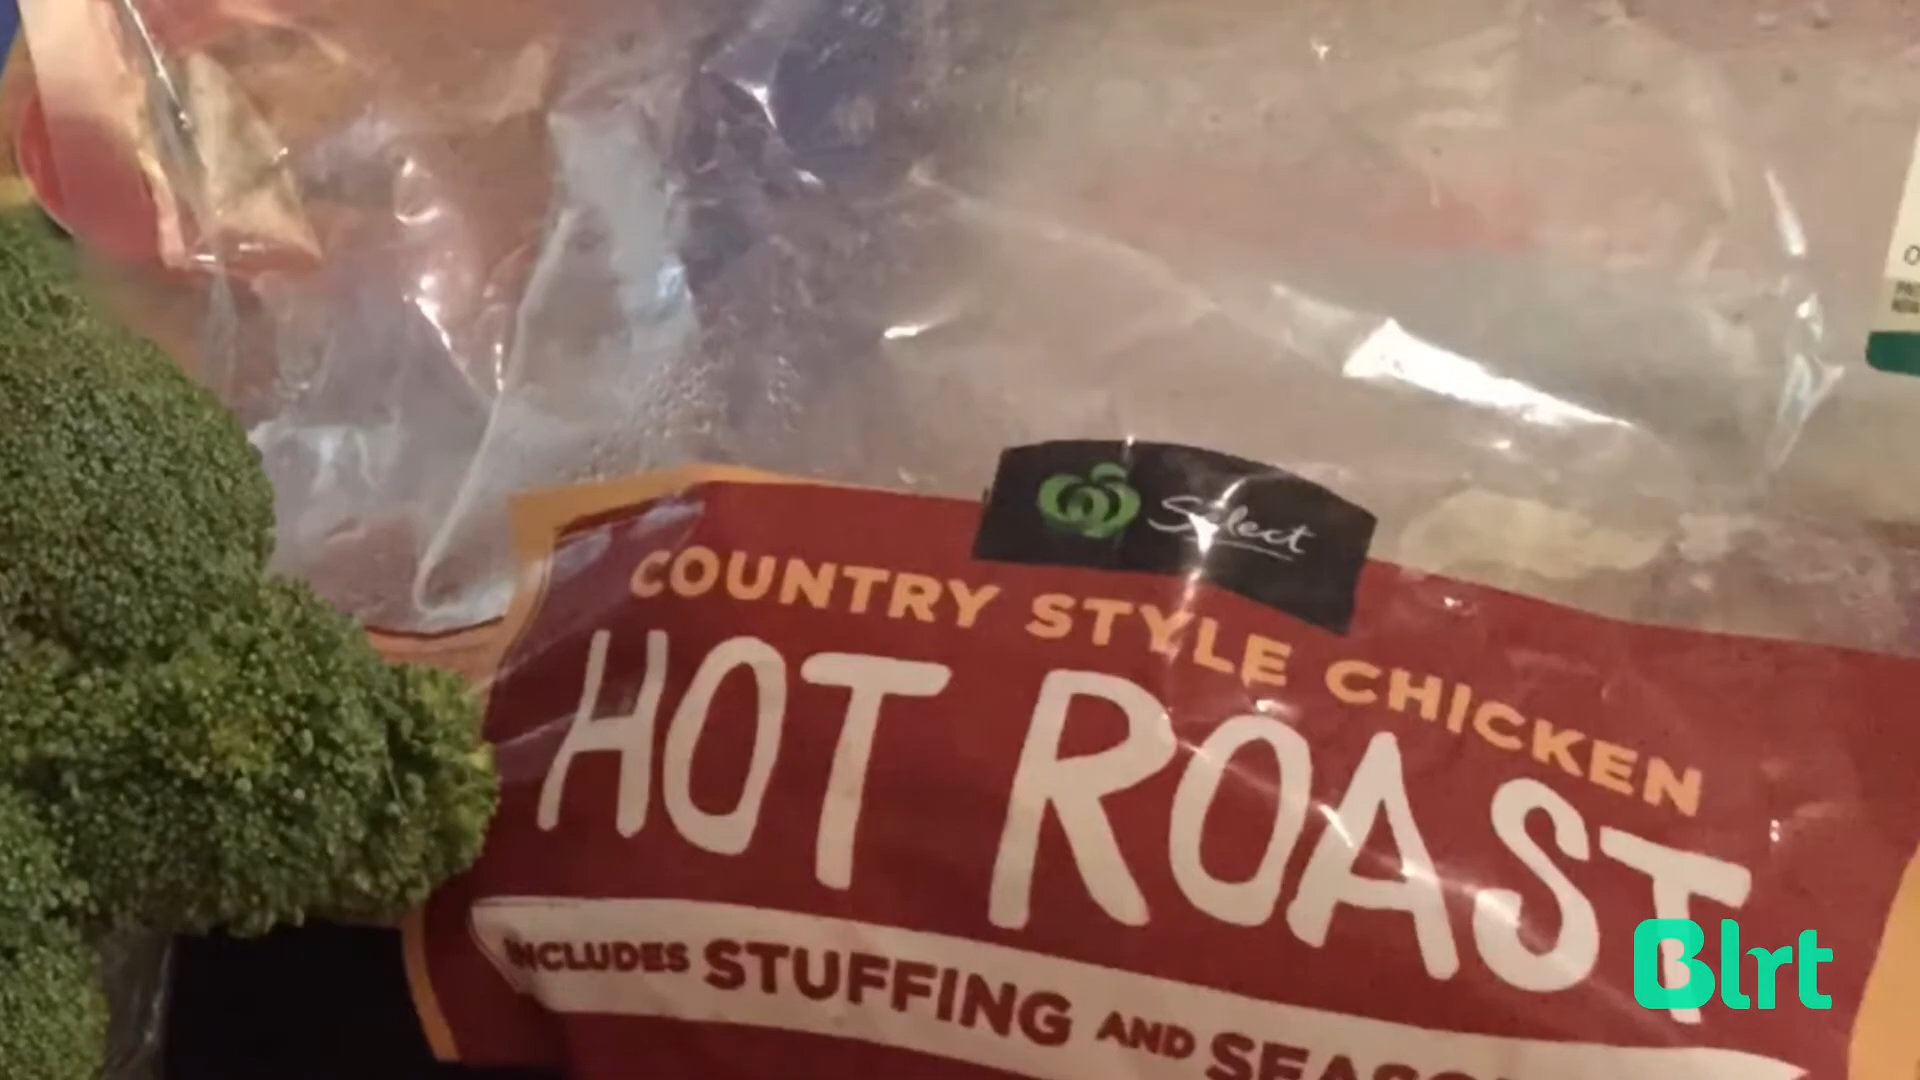 Select
COUNTRY STYLE CHICKEN
HOT ROAST
INCLUDES STUFFING AND
Blrt